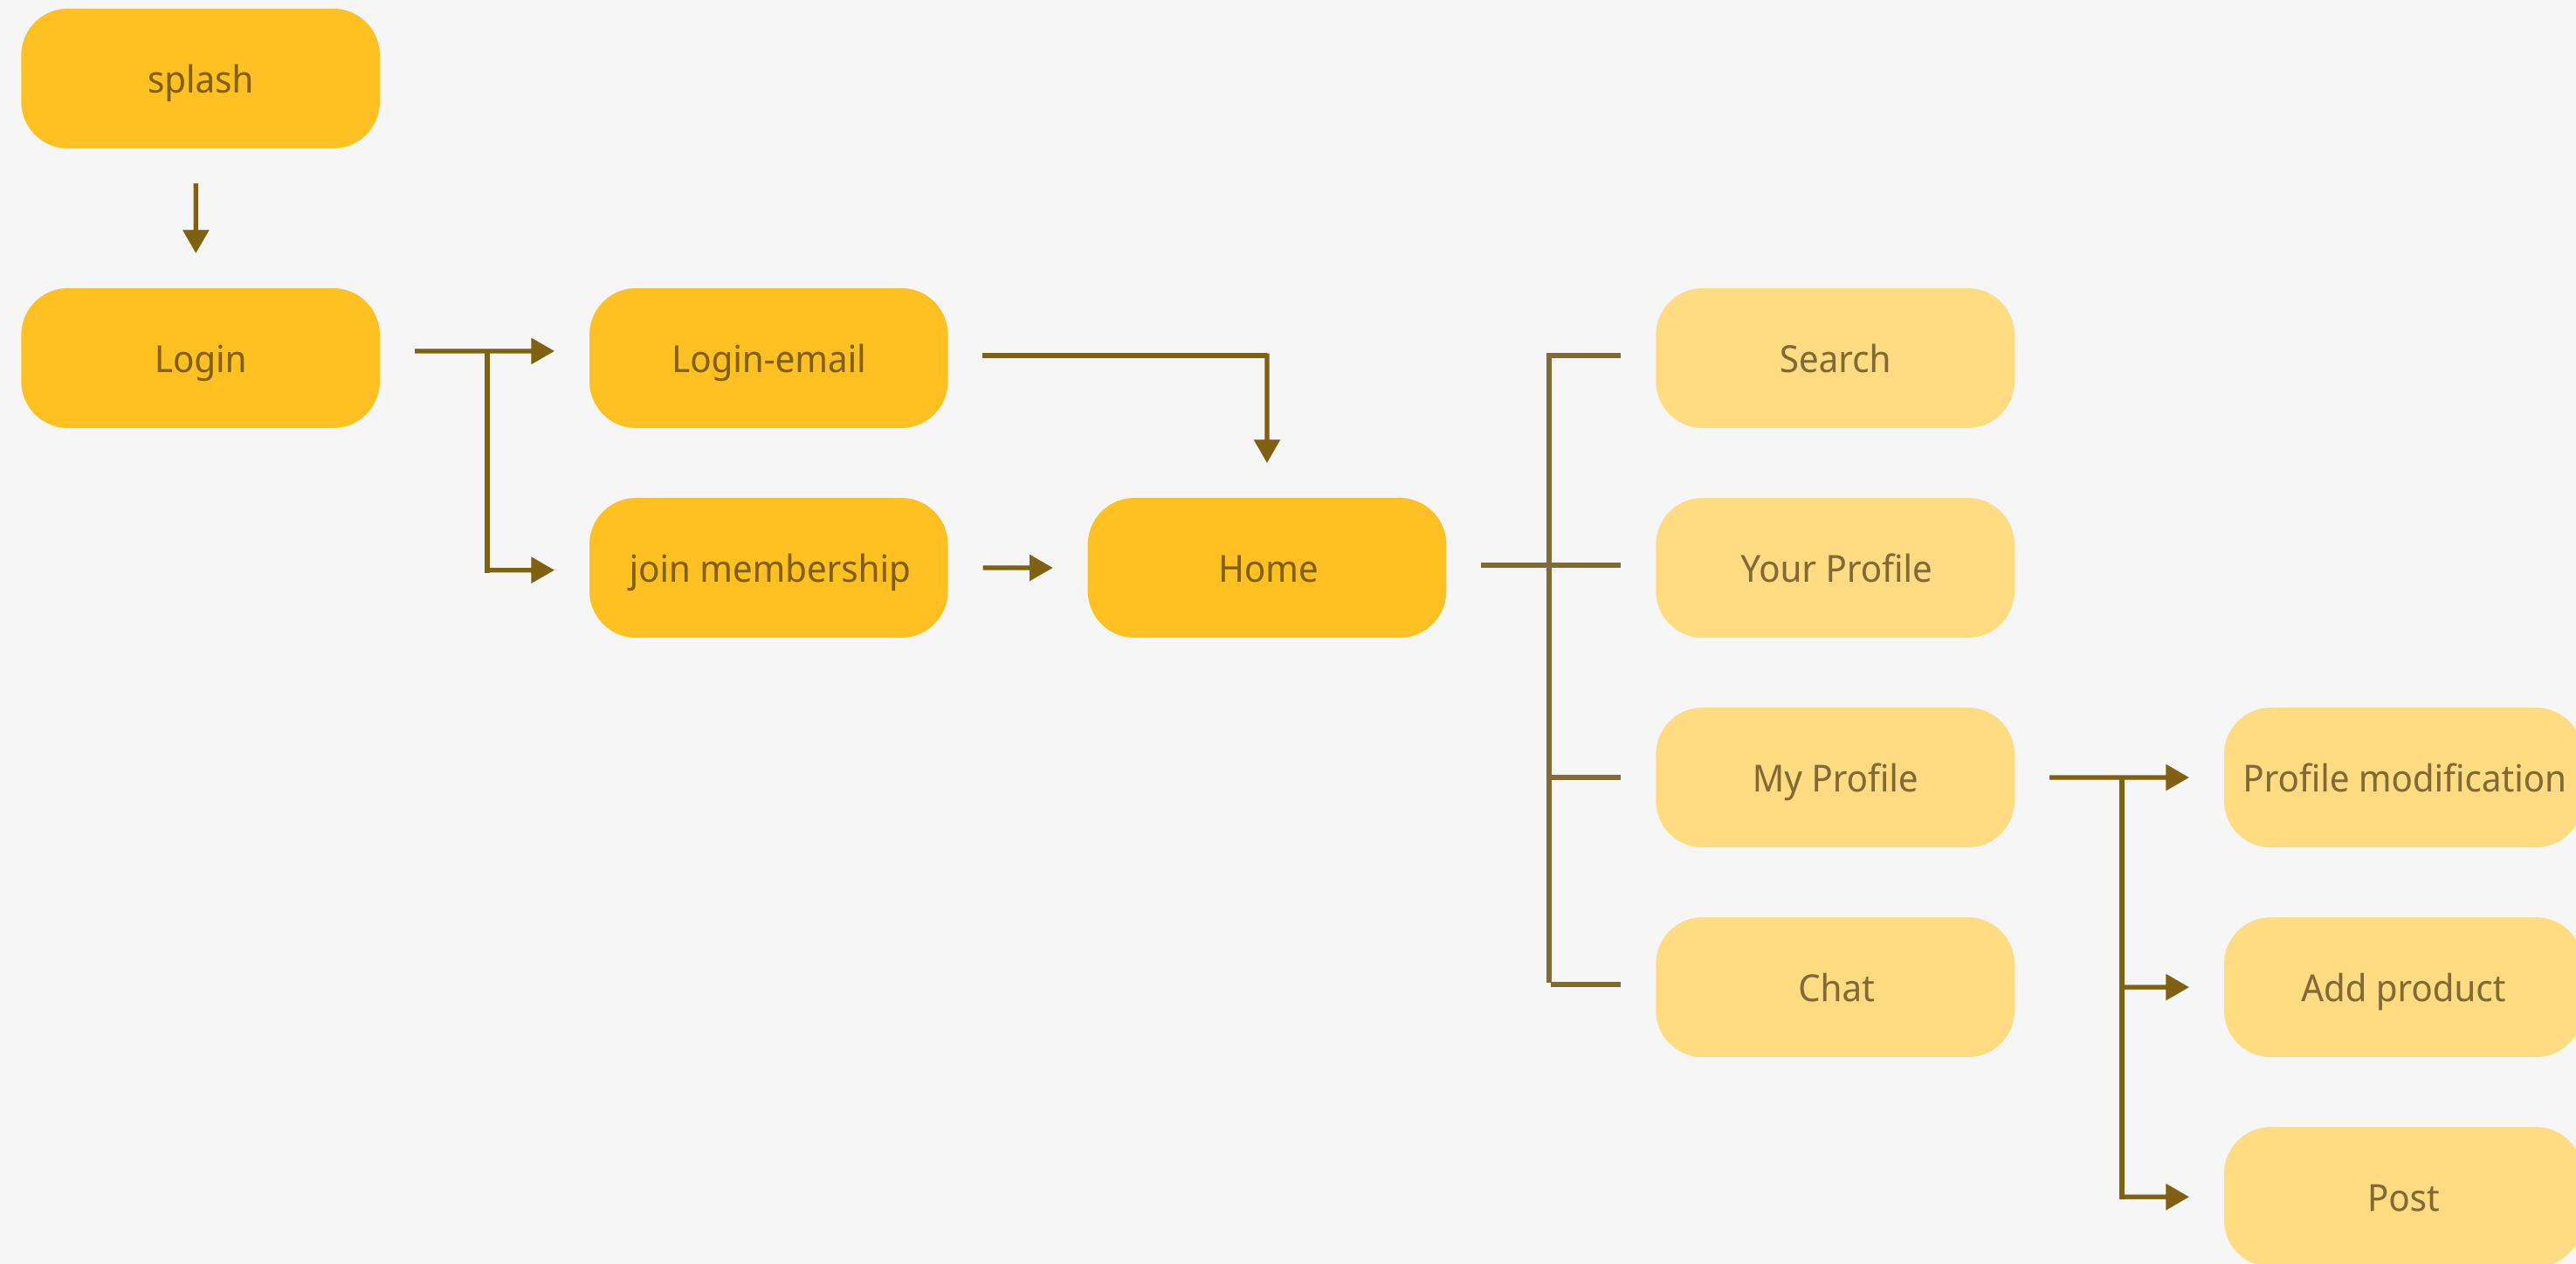 splash
Login
Login-email
Search
join membership
Home
Your Profile
My Profile
Profile modification
Chat
Add product
Post